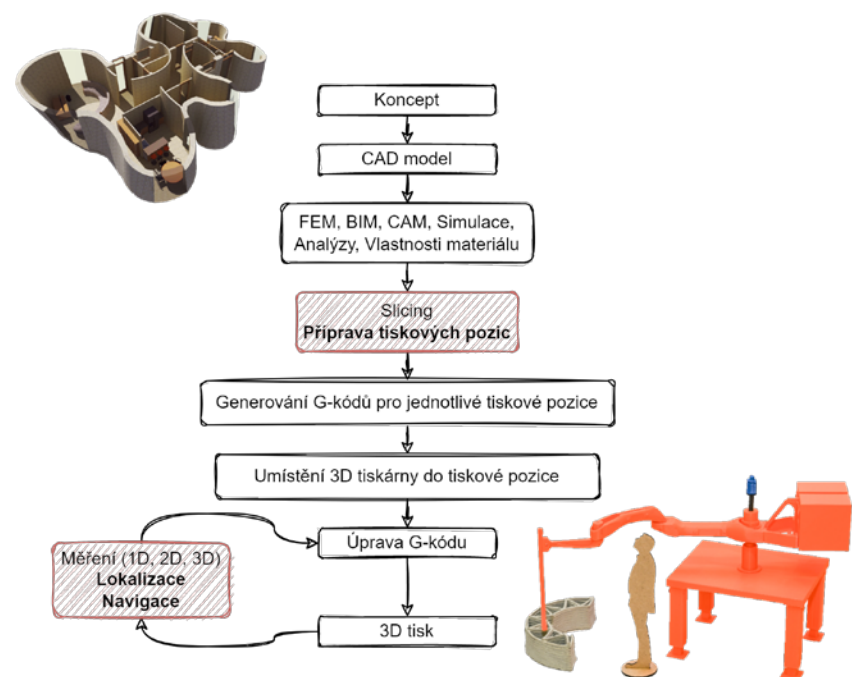 Koncept
CAD model
FEM, BIM, CAM, Simulace,
Analýzy, Vlastnosti materiálu
Slicing
Příprava tiskových pozic
Generování G-kódů pro jednotlivé tiskové pozice
Umístění 3D tiskárny do tiskové pozice
Úprava G-kódu
Měření (1D, 2D, 3D)
Lokalizace
Navigace
3D tisk